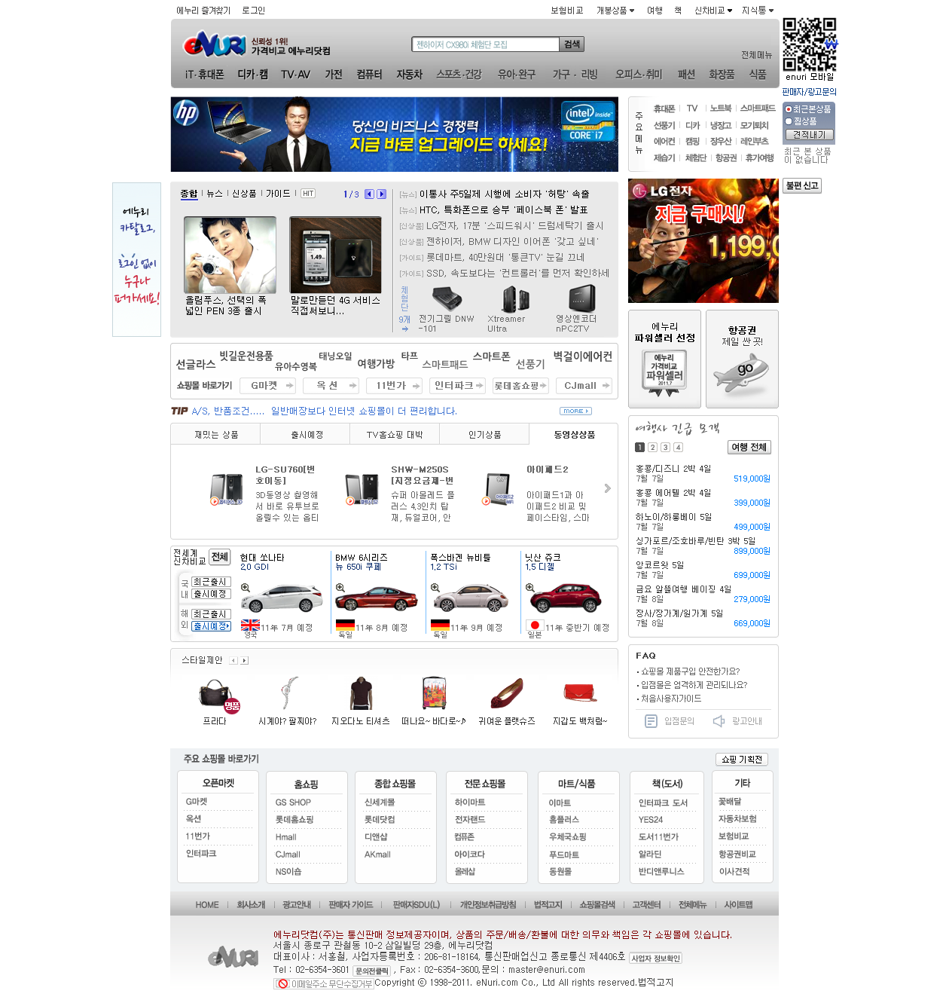 에누리 즐겨찾기 로그인 보험비교 개봉상품 여행 책 신차비교 지식통
eNURI 신뢰성 1위!
가격비교 에누리닷컴
젠하이저 CX980i 체험단 모집 검색
전체메뉴
IT·휴대폰 디카·캠 TV·AV 가전 컴퓨터 자동차 스포츠·건강 유아·완구 가구·리빙 오피스·취미 패션 화장품 식품
enuri 모바일
판매자/광고문의
최근본상품
찜상품
견적내기
최근 본 상품
이 없습니다
불편 신고
hp
당신의 비즈니스 경쟁력
지금 바로 업그레이드 하세요!
intel inside
CORE i7
주요메뉴
휴대폰 TV 노트북 스마트패드
선풍기 디카 냉장고 모기퇴치
에어컨 캠핑 장우산 레인부츠
제습기 체험단 항공권 휴가여행
에누리
카탈로그,
로그인 없이
누구나
퍼가세요!
종합 뉴스 신상품 가이드 HIT 1/3
올림푸스, 선택의 폭
넓인 PEN 3종 출시
말로만듣던 4G 서비스
직접써보니...
[뉴스] 이통사 주5일제 시행에 소비자 '허탕' 속출
[뉴스] HTC, 특화폰으로 승부 '페이스북 폰' 발표
[신상품] LG전자, 17분 '스피드워시' 드럼세탁기 출시
[신상품] 젠하이저, BMW 디자인 이어폰 '갖고 싶네'
[가이드] 롯데마트, 40만원대 '통큰TV' 눈길 끄네
[가이드] SSD, 속도보다는 '컨트롤러'를 먼저 확인하세
체험단
9개
전기그릴 DNW
-101
Xtreamer
Ultra
영상엔코더
nPC2TV
LG전자
지금 구매시!
1,199,0
에누리
파워셀러 선정
에누리
가격비교
파워셀러
2011.7
항공권
제일 싼 곳!
go
선글라스 빗길운전용품 유아수영복 태닝오일 여행가방 타프 스마트패드 스마트폰 선풍기 벽걸이에어컨
쇼핑몰 바로가기 G마켓 옥션 11번가 인터파크 롯데홈쇼핑 CJmall
TIP A/S, 반품조건..... 일반매장보다 인터넷 쇼핑몰이 더 편리합니다. MORE
재밌는 상품 출시예정 TV홈쇼핑 대박 인기상품 동영상상품
LG-SU760[번
호이동]
3D동영상 촬영해
서 바로 유투브로
올릴수 있는 옵티
SHW-M250S
[지정요금제-번
슈퍼 아몰레드 플
러스 4.3인치 탑
재, 듀얼코어, 안
아이패드2
아이패드1과 아
이패드2 비교 및
페이스타임, 스마
여행사 긴급 모객
1 2 3 4 여행 전체
홍콩/디즈니 2박 4일
7월 7일 519,000원
홍콩 에어텔 2박 4일
7월 7일 399,000원
하노이/하롱베이 5일
7월 7일 499,000원
싱가포르/조호바루/빈탄 3박 5일
7월 7일 899,000원
앙코르왓 5일
7월 7일 699,000원
금요 알뜰여행 베이징 4일
7월 8일 279,000원
장사/장가계/원가계 5일
7월 8일 669,000원
전세계
신차비교 전체
국내
최근출시
출시예정
해외
최근출시
출시예정
현대 쏘나타
2.0 GDI
11年 7月 예정
영국
BMW 6시리즈
뉴 650i 쿠페
11年 8月 예정
독일
폭스바겐 뉴비틀
1.2 TSi
11年 9月 예정
독일
닛산 쥬크
1.5 디젤
11年 중반기 예정
일본
스타일제안
명품
프라다 시계야? 팔찌야? 지오다노 티셔츠 떠나요~ 바다로~♪ 귀여운 플랫슈즈 지갑도 백처럼~
FAQ
쇼핑몰 제품구입 안전한가요?
입점몰은 엄격하게 관리되나요?
처음사용자가이드
입점문의 광고안내
주요 쇼핑몰 바로가기 쇼핑 기획전
오픈마켓
G마켓
옥션
11번가
인터파크
홈쇼핑
GS SHOP
롯데홈쇼핑
Hmall
CJmall
NS이숍
종합 쇼핑몰
신세계몰
롯데닷컴
디앤샵
AKmall
전문 쇼핑몰
하이마트
전자랜드
컴퓨존
아이코다
올레샵
마트/식품
이마트
홈플러스
우체국쇼핑
푸드마트
동원몰
책(도서)
인터파크 도서
YES24
도서11번가
알라딘
반디앤루니스
기타
꽃배달
자동차보험
보험비교
항공권비교
이사견적
HOME 회사소개 광고안내 판매자 가이드 판매자SDU(L) 개인정보취급방침 법적고지 쇼핑몰검색 고객센터 전체메뉴 사이트맵
eNURI
에누리닷컴(주)는 통신판매 정보제공자이며, 상품의 주문/배송/환불에 대한 의무와 책임은 각 쇼핑몰에 있습니다.
서울시 종로구 관철동 10-2 삼일빌딩 29층, 에누리닷컴
대표이사 : 서홍철, 사업자등록번호 : 206-81-18164, 통신판매업신고 종로통신 제4406호 사업자 정보확인
Tel : 02-6354-3601 문의전클릭 , Fax : 02-6354-3600,문의 : master@enuri.com
이메일주소 무단수집거부 Copyright ⓒ 1998-2011. eNuri.com Co., Ltd All rights reserved.법적고지